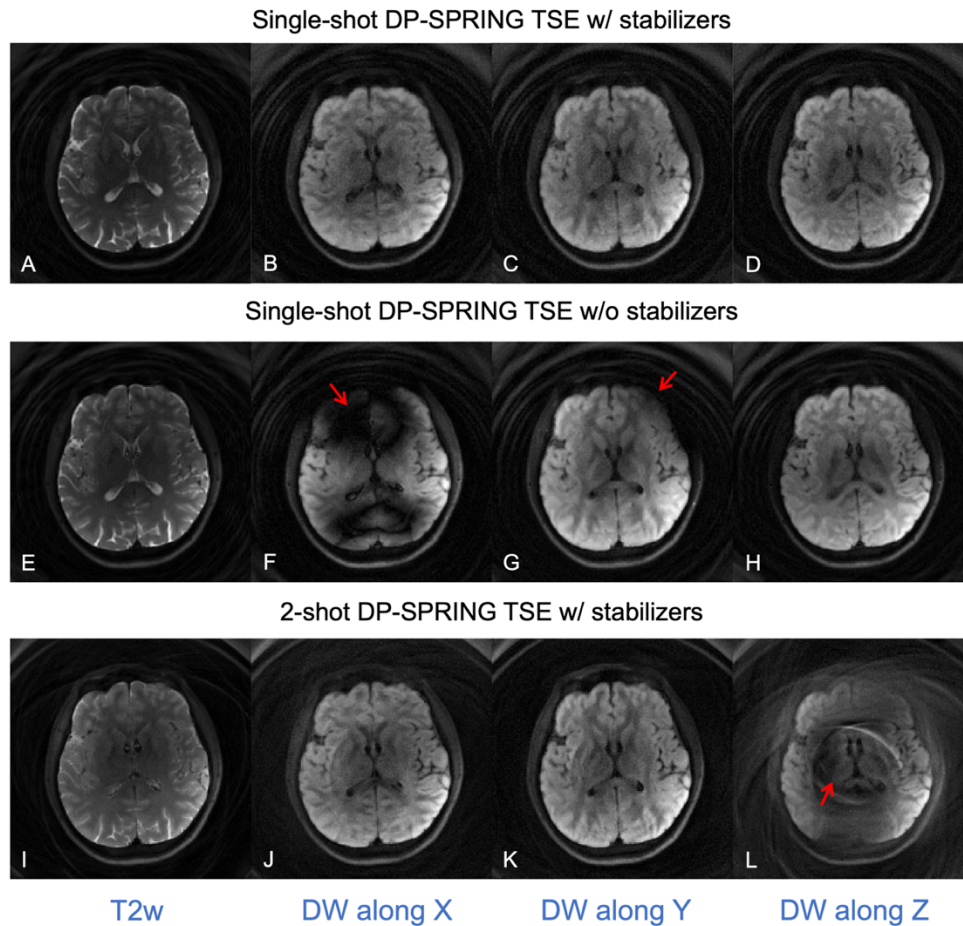 Single-shot DP-SPRING TSE w/ stabilizers
A B C D
Single-shot DP-SPRING TSE w/o stabilizers
E F G H
2-shot DP-SPRING TSE w/ stabilizers
I J K L
T2w DW along X DW along Y DW along Z